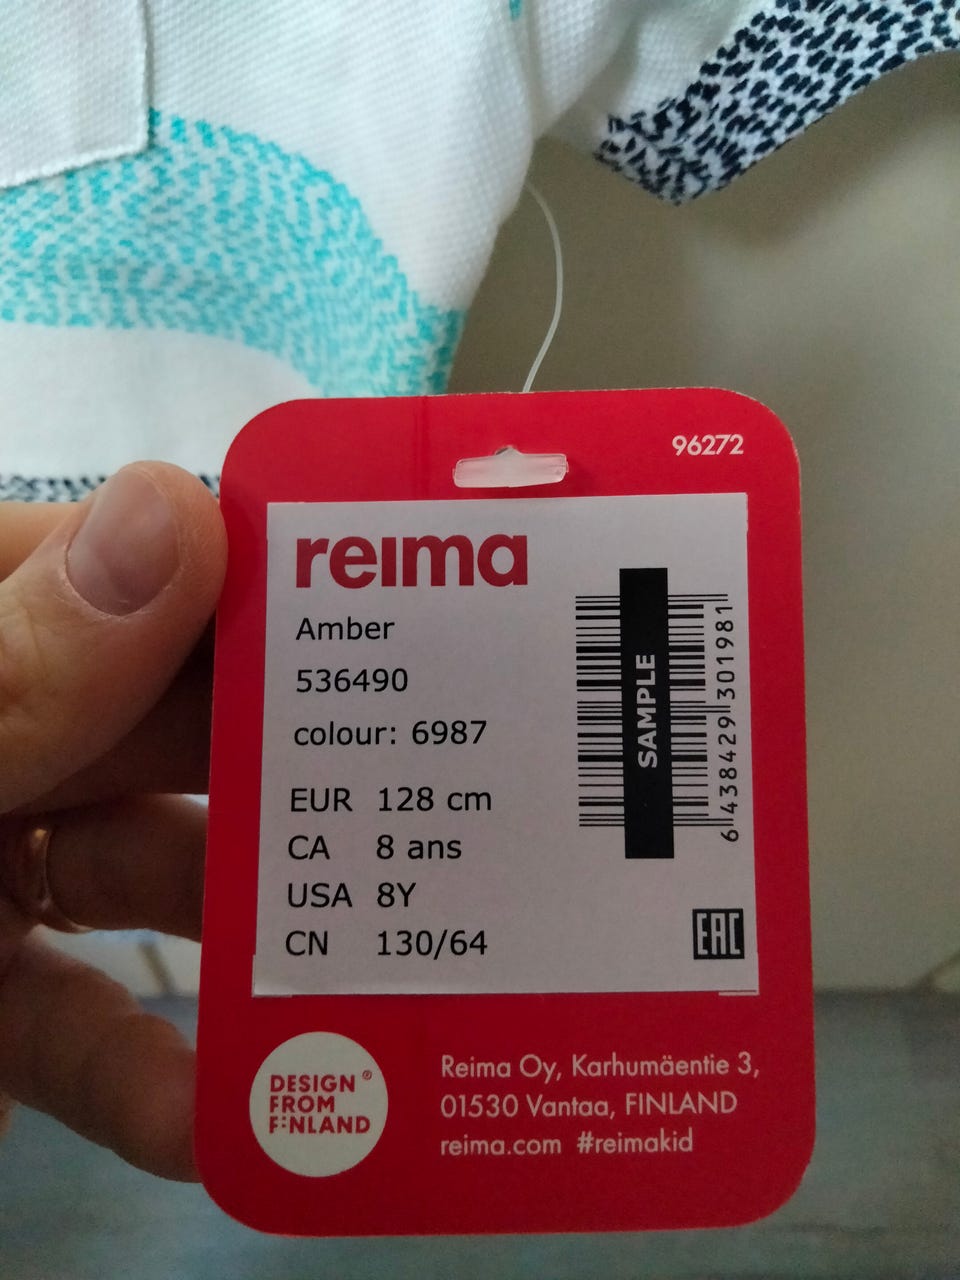 96272
reima
Amber
536490
colour: 6987
EUR 128 cm
CA 8 ans
USA 8Y
CN 130/64
SAMPLE
6 438429 301981
EAC
DESIGN ®
FROM
FINLAND
Reima Oy, Karhumäentie 3,
01530 Vantaa, FINLAND
reima.com #reimakid